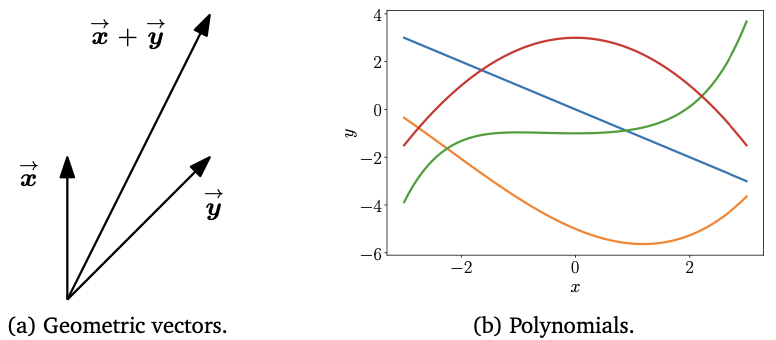 x⃗ + y⃗
x⃗
y⃗
(a) Geometric vectors.
4
2
0
−2
−4
−6
y
−2 0 2
x
(b) Polynomials.